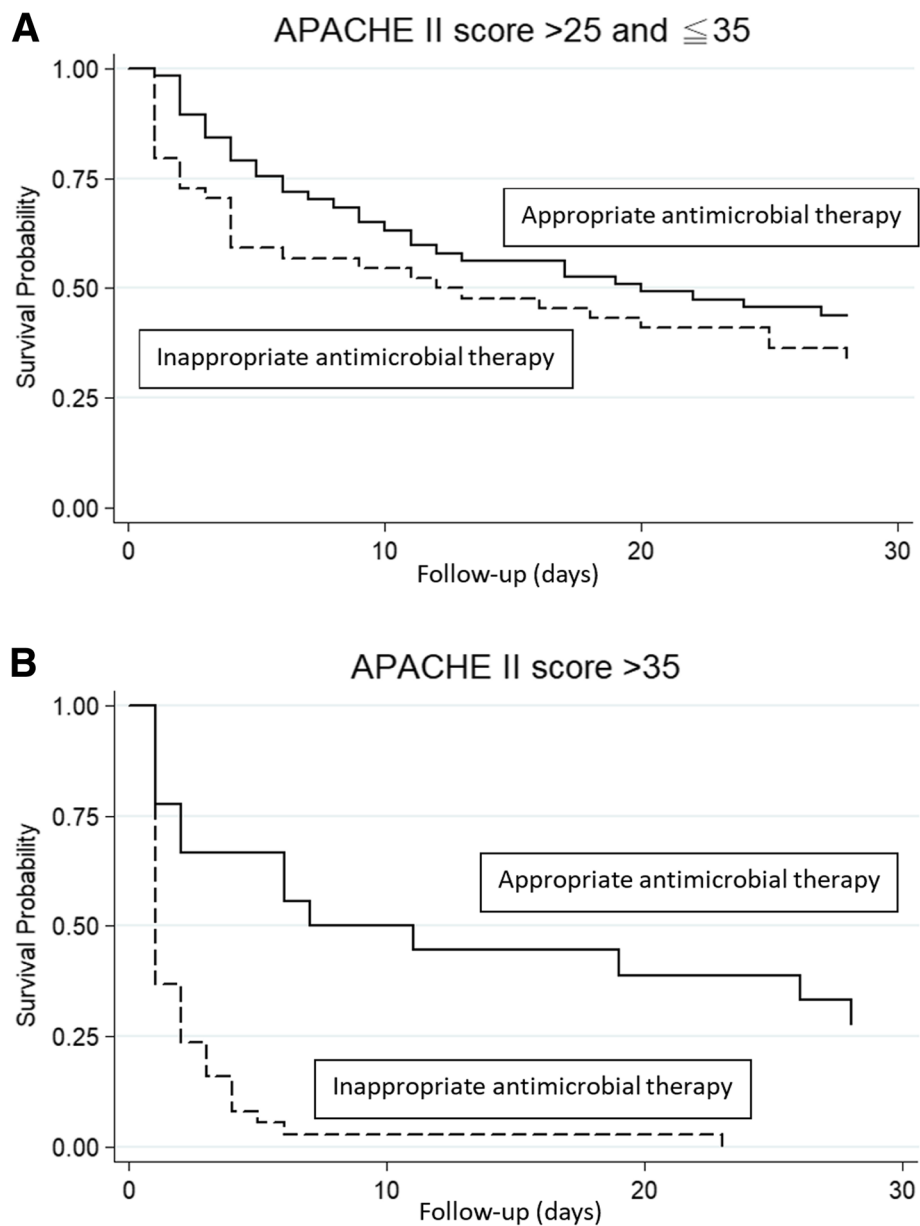 A
APACHE II score >25 and ≦35
1.00
0.75
0.50
0.25
0.00
Survival Probability
Appropriate antimicrobial therapy
Inappropriate antimicrobial therapy
0 10 20 30
Follow-up (days)
B
APACHE II score >35
1.00
0.75
0.50
0.25
0.00
Survival Probability
Appropriate antimicrobial therapy
Inappropriate antimicrobial therapy
0 10 20 30
Follow-up (days)